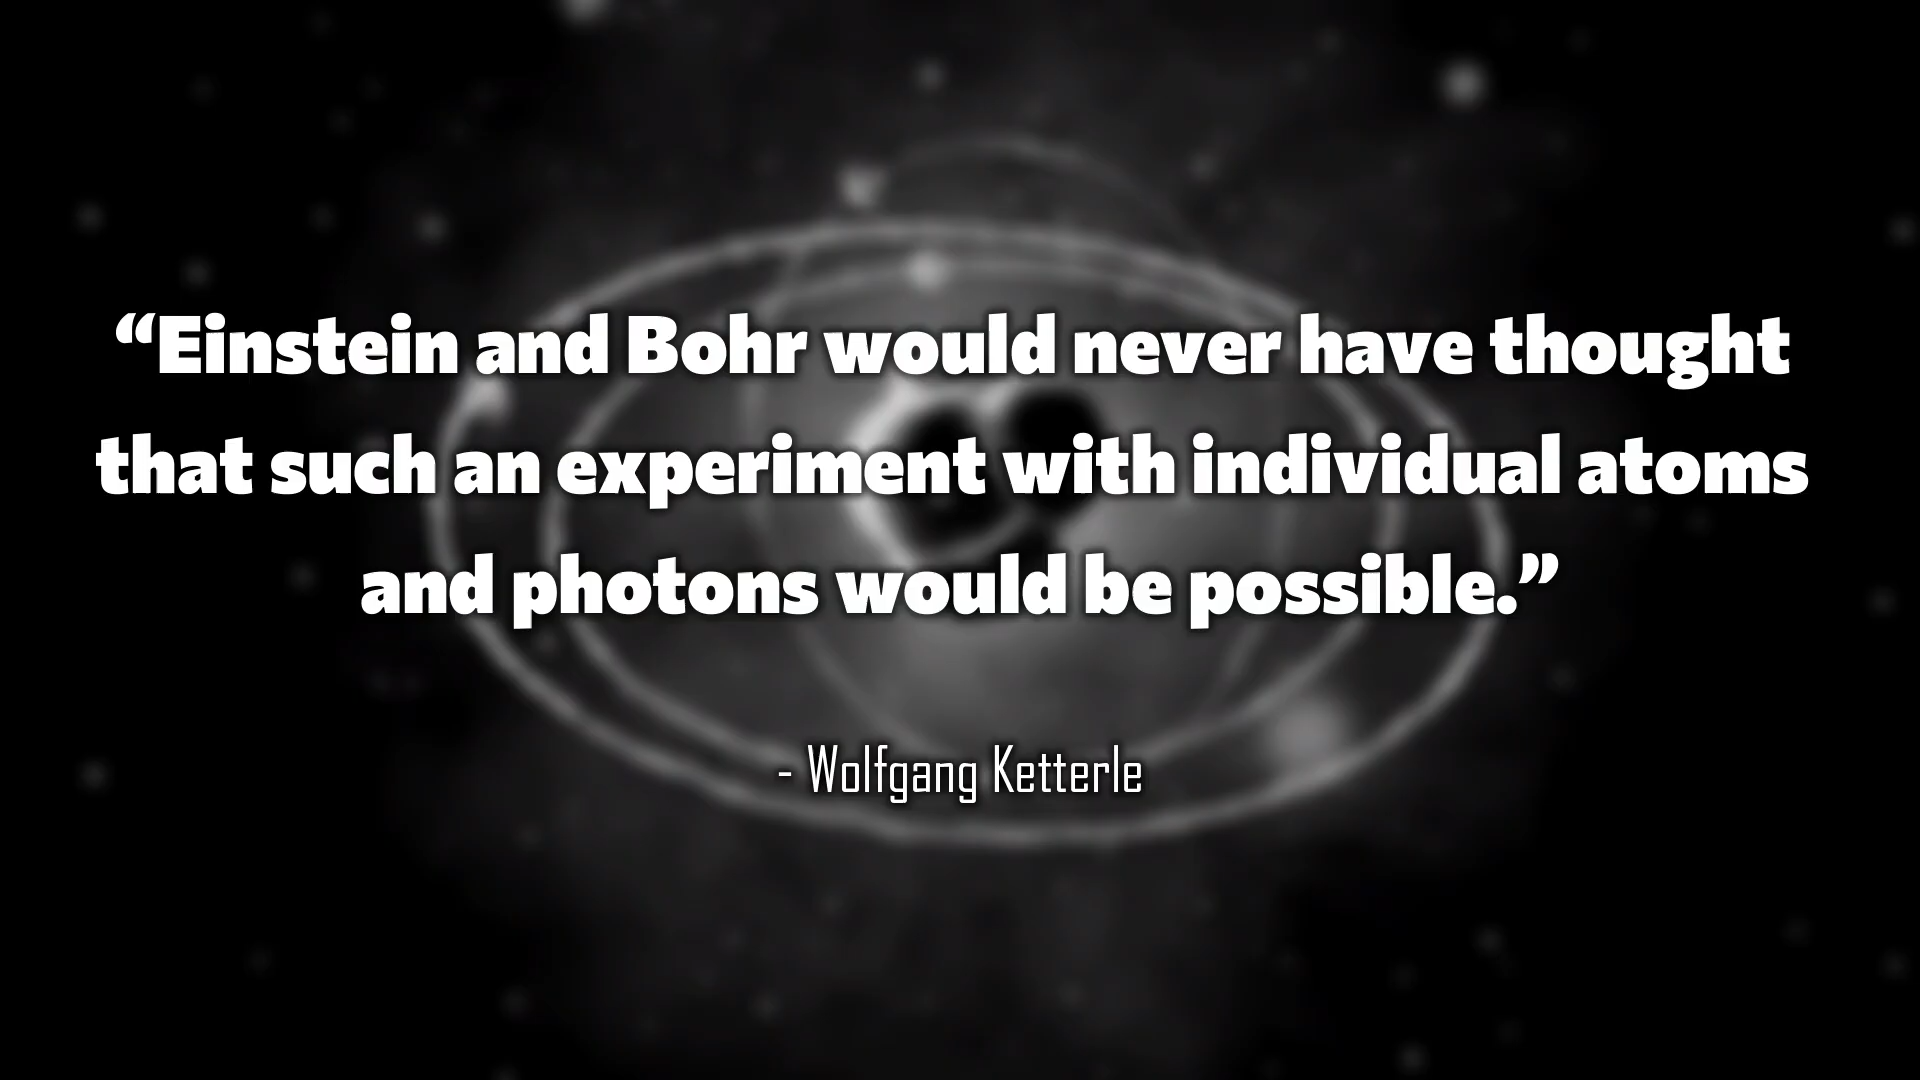 “Einstein and Bohr would never have thought
that such an experiment with individual atoms
and photons would be possible.”
- Wolfgang Ketterle